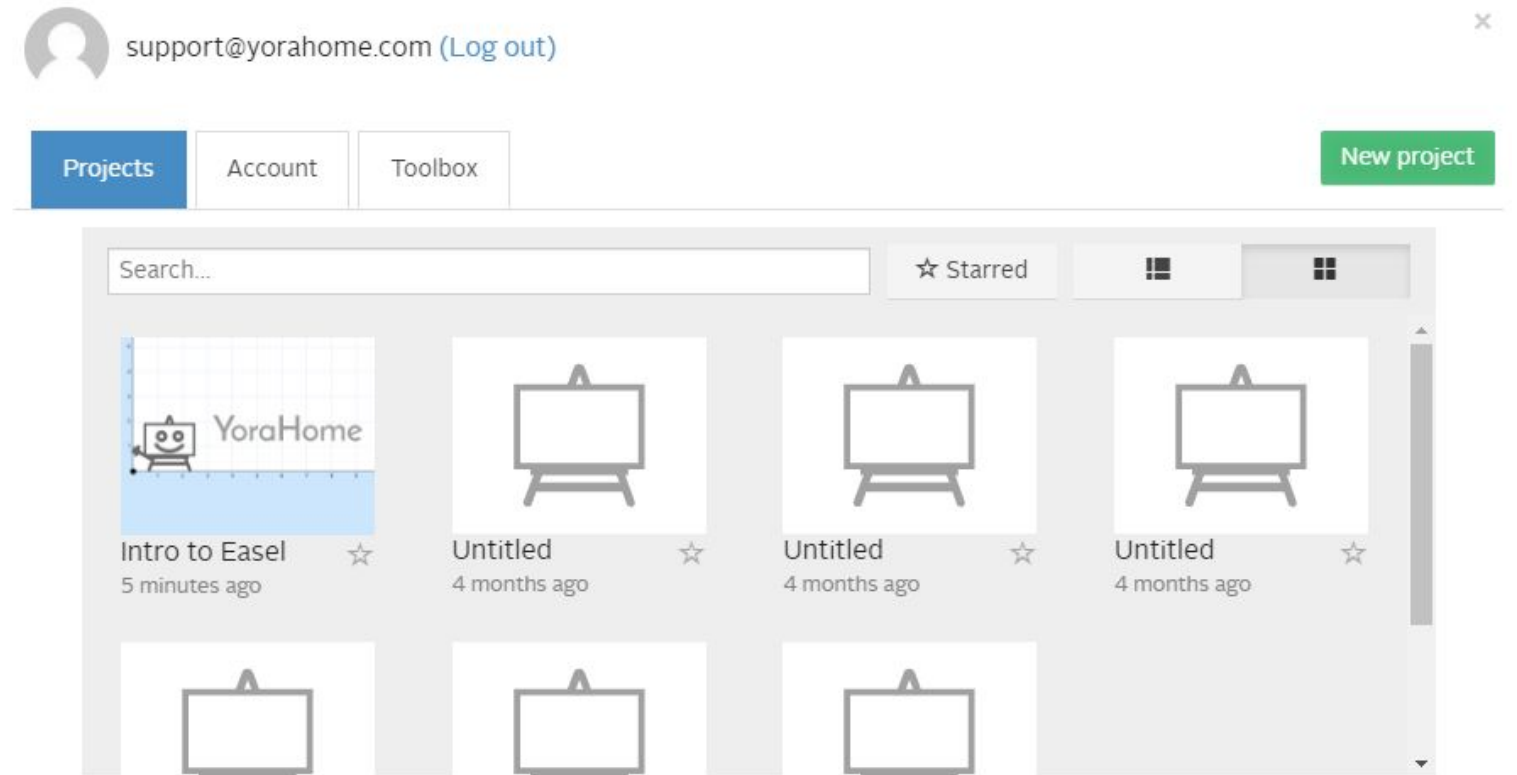 support@yorahome.com (Log out)
×
Projects
Account
Toolbox
New project
Search...
☆ Starred
YoraHome
Intro to Easel
5 minutes ago
Untitled
4 months ago
Untitled
4 months ago
Untitled
4 months ago